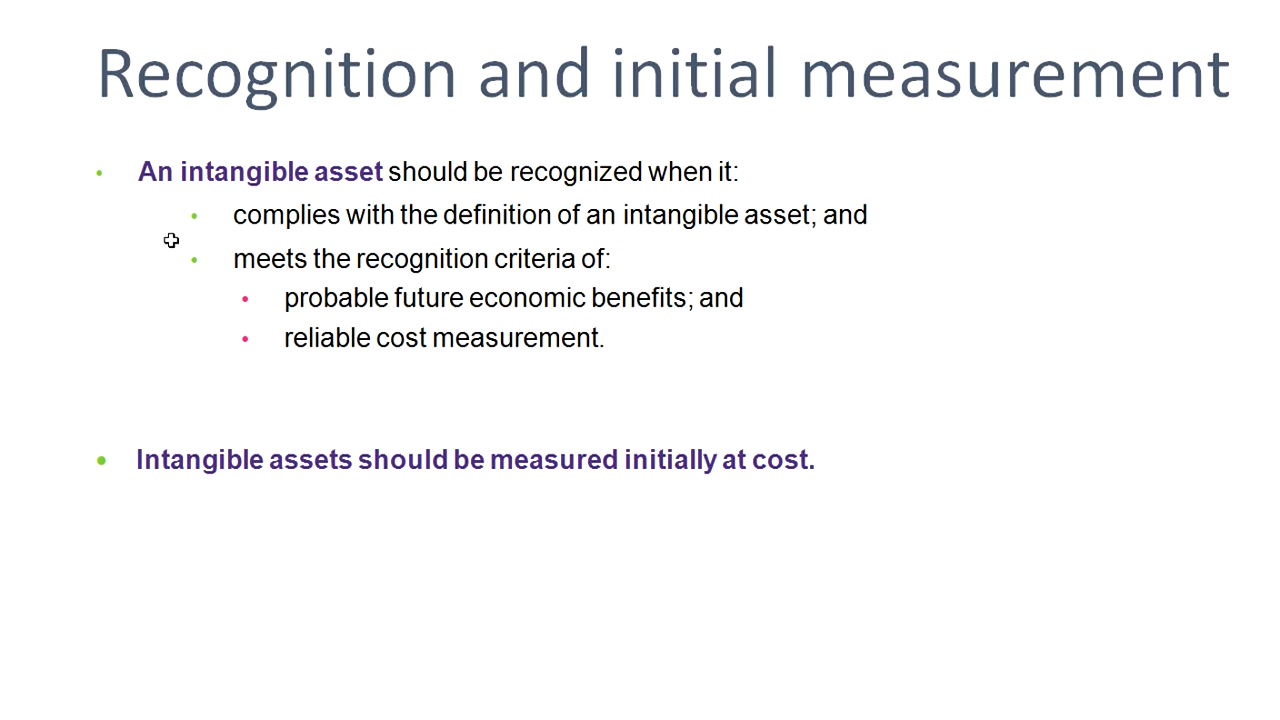 Recognition and initial measurement
• An intangible asset should be recognized when it:
• complies with the definition of an intangible asset; and
• meets the recognition criteria of:
• probable future economic benefits; and
• reliable cost measurement.
• Intangible assets should be measured initially at cost.